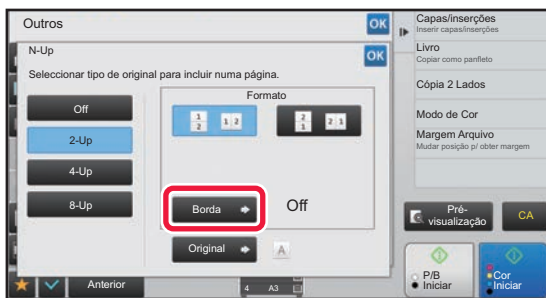 Outros
OK
N-Up
OK
Seleccionar tipo de original para incluir numa página.
Off
2-Up
4-Up
8-Up
Formato
1
2
1 2
2
1
2 1
Borda
Off
Original
A
Anterior
4 A3
Capas/inserções
Inserir capas/inserções
Livro
Copiar como panfleto
Cópia 2 Lados
Modo de Cor
Margem Arquivo
Mudar posição p/ obter margem
Pré-
visualização
CA
P/B
Iniciar
Cor
Iniciar